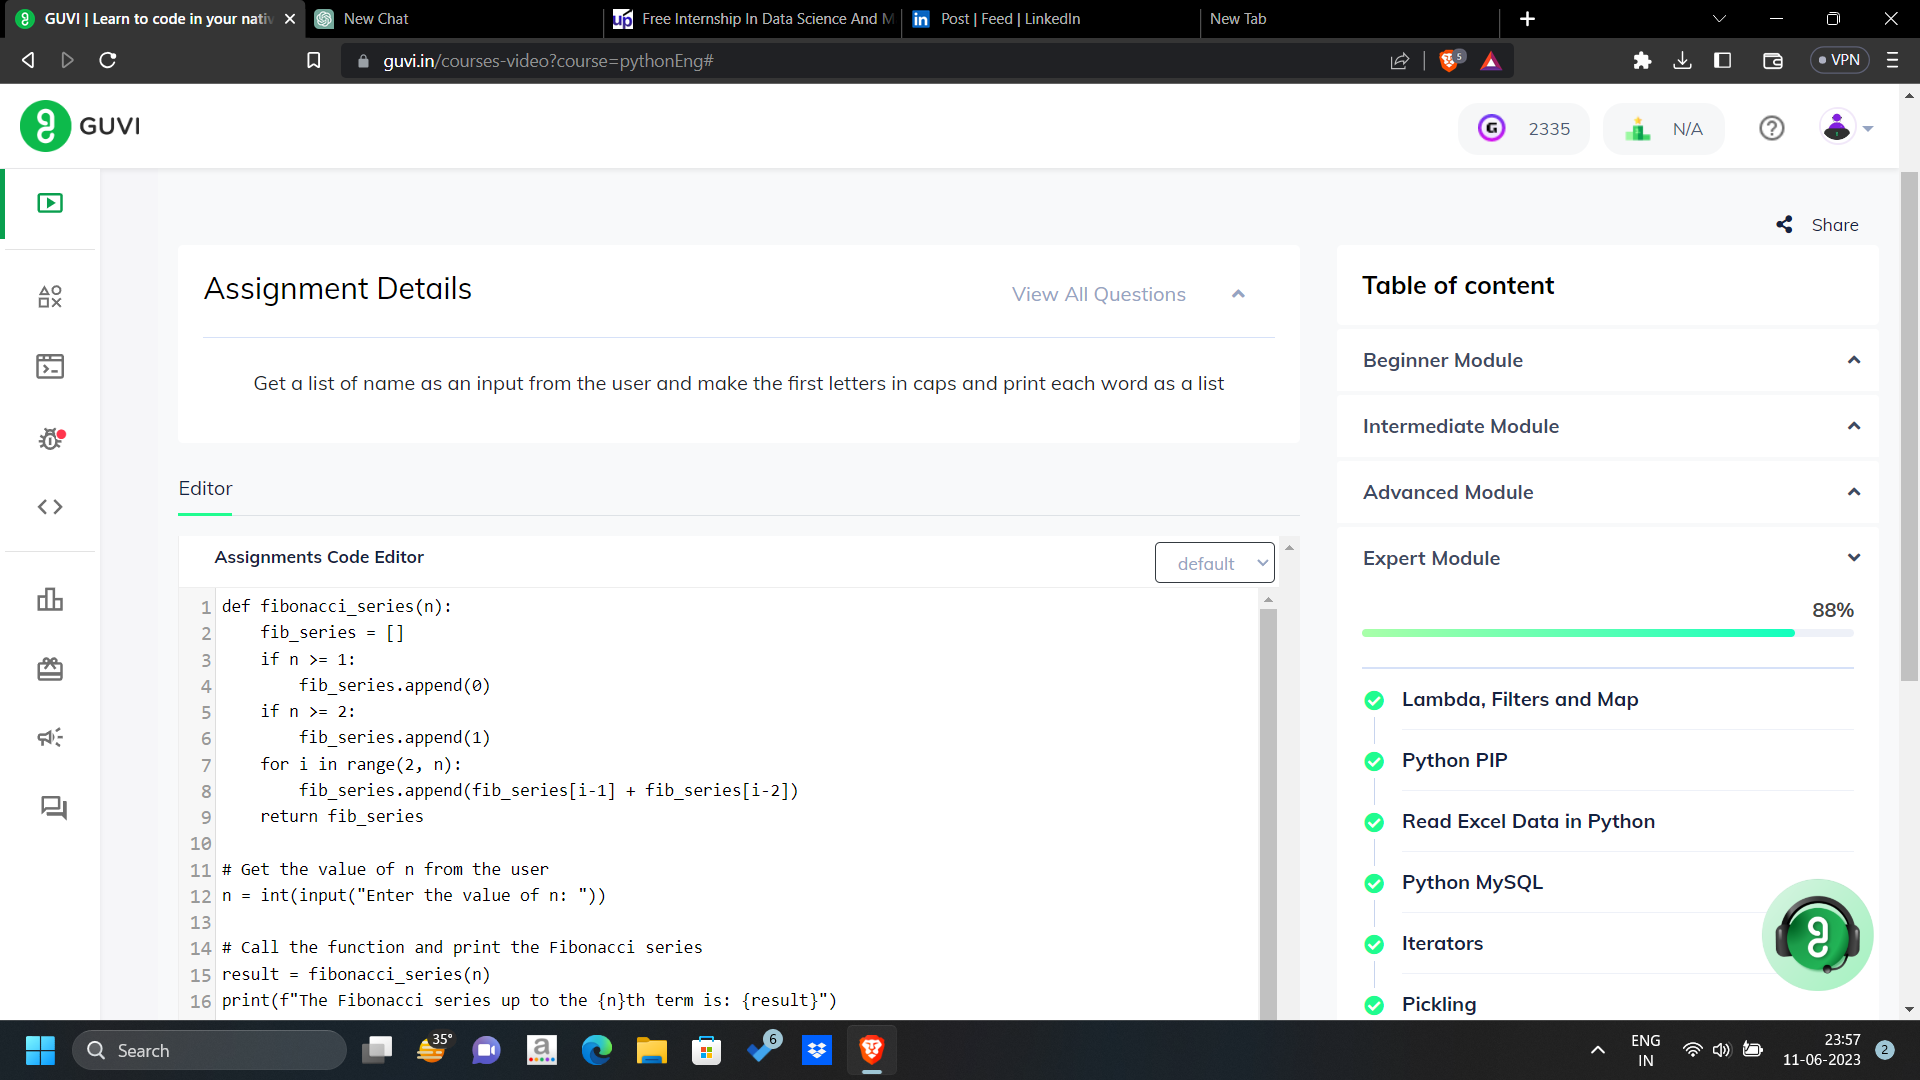 GUVI | Learn to code in your nativ
New Chat
up Free Internship In Data Science And M
in Post | Feed | LinkedIn
New Tab
guvi.in/courses-video?course=pythonEng#
5
VPN
GUVI
G 2335
N/A
Share
Assignment Details
View All Questions
Get a list of name as an input from the user and make the first letters in caps and print each word as a list
Editor
Assignments Code Editor
default
1 def fibonacci_series(n):
2     fib_series = []
3     if n >= 1:
4         fib_series.append(0)
5     if n >= 2:
6         fib_series.append(1)
7     for i in range(2, n):
8         fib_series.append(fib_series[i-1] + fib_series[i-2])
9     return fib_series
10
11 # Get the value of n from the user
12 n = int(input("Enter the value of n: "))
13
14 # Call the function and print the Fibonacci series
15 result = fibonacci_series(n)
16 print(f"The Fibonacci series up to the {n}th term is: {result}")
Table of content
Beginner Module
Intermediate Module
Advanced Module
Expert Module
88%
Lambda, Filters and Map
Python PIP
Read Excel Data in Python
Python MySQL
Iterators
Pickling
Search
35°
a
6
ENG
IN
23:57
11-06-2023
2